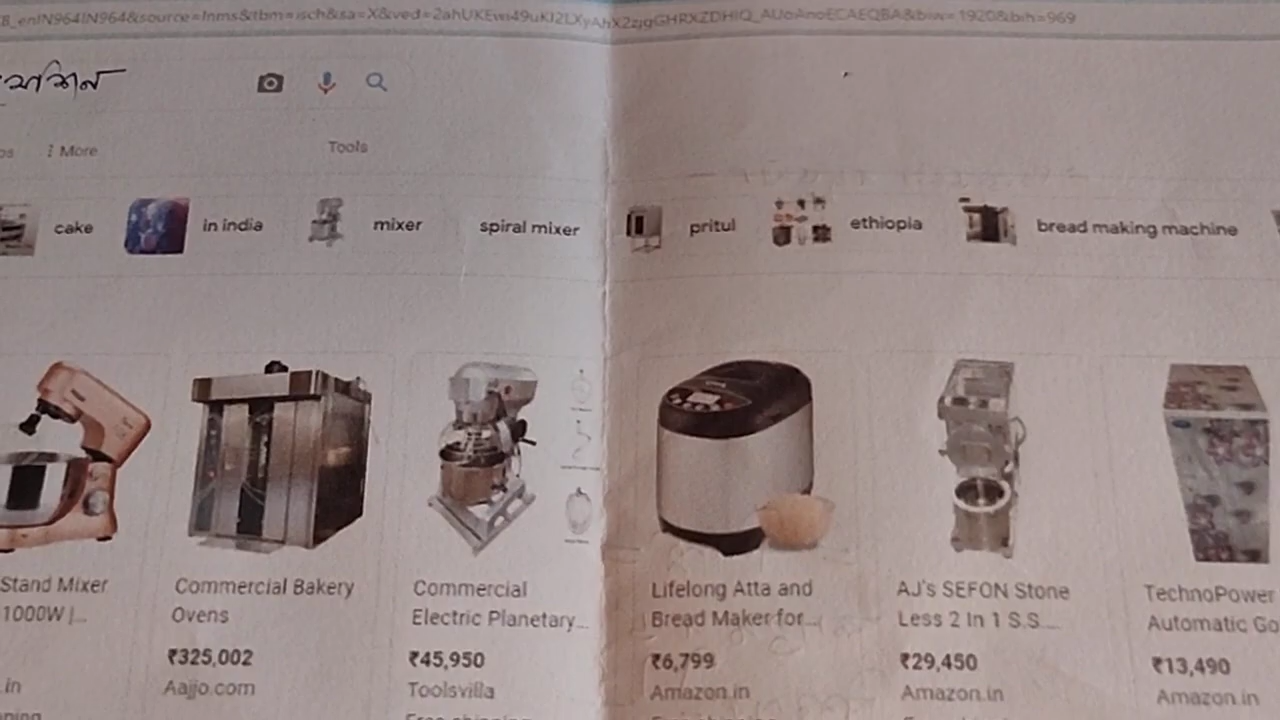 মেশিন
More
Tools
cake in india mixer spiral mixer pritul ethiopia bread making machine
Stand Mixer
1000W |...
.in
Commercial Bakery
Ovens
₹325,002
Aajjo.com
Commercial
Electric Planetary...
₹45,950
Toolsvilla
Free shipping
Lifelong Atta and
Bread Maker for...
₹6,799
Amazon.in
AJ's SEFON Stone
Less 2 In 1 S.S....
₹29,450
Amazon.in
TechnoPower
Automatic Go
₹13,490
Amazon.in